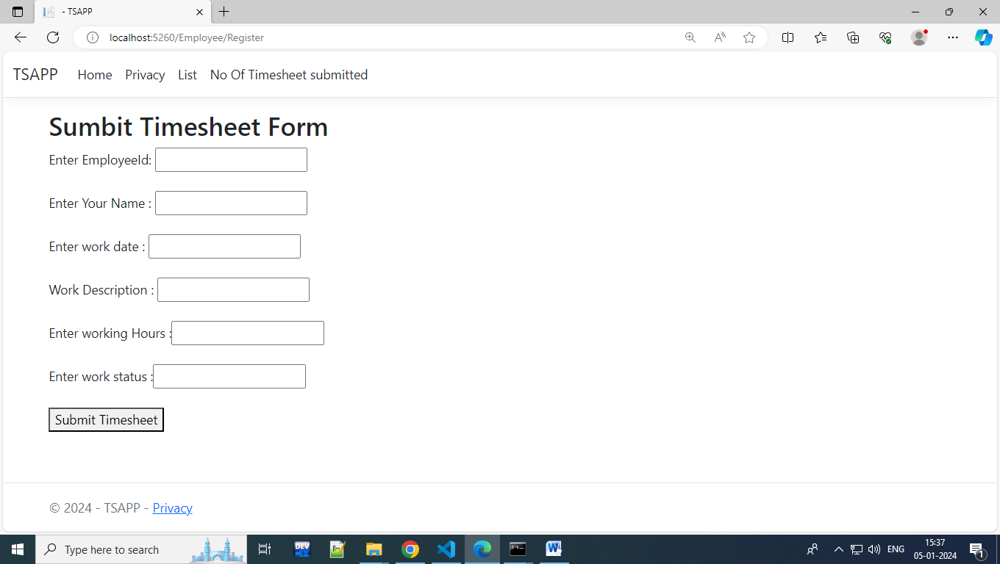 - TSAPP
localhost:5260/Employee/Register
TSAPP Home Privacy List No Of Timesheet submitted
Sumbit Timesheet Form
Enter EmployeeId:
Enter Your Name :
Enter work date :
Work Description :
Enter working Hours :
Enter work status :
Submit Timesheet
© 2024 - TSAPP - Privacy
Type here to search
DEV
ENG
15:37
05-01-2024
1